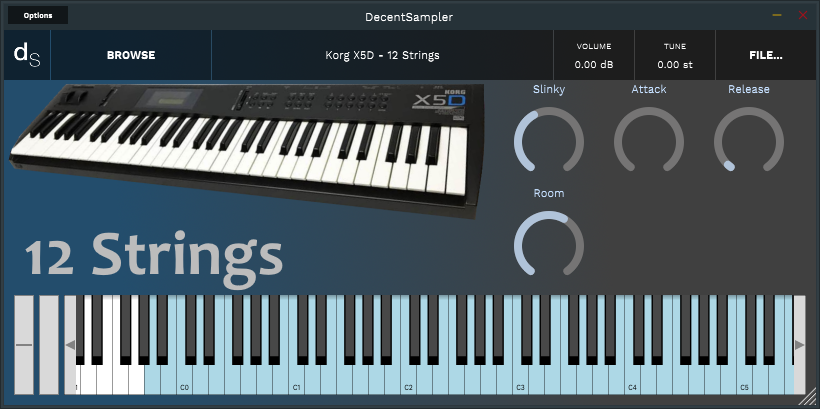 Options
DecentSampler
dS
BROWSE
Korg X5D - 12 Strings
VOLUME
0.00 dB
TUNE
0.00 st
FILE...
KORG
X5D
Slinky
Attack
Release
Room
12 Strings
C0
C1
C2
C3
C4
C5